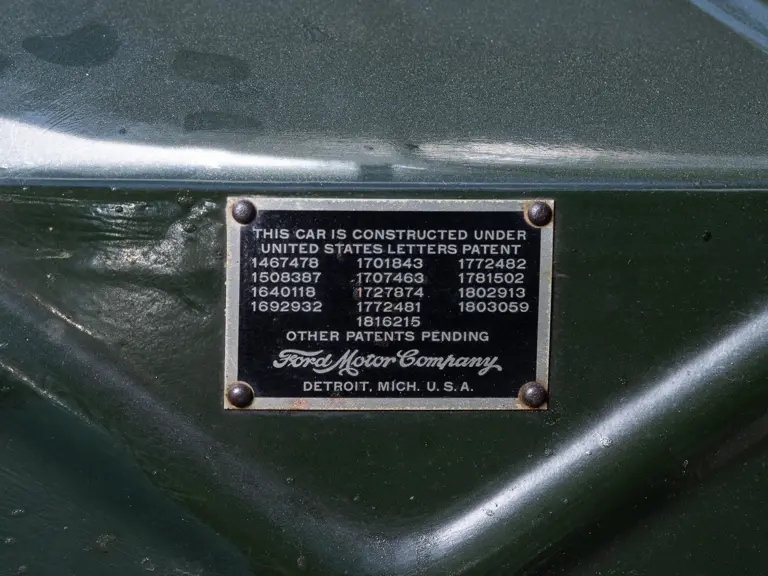 THIS CAR IS CONSTRUCTED UNDER
UNITED STATES LETTERS PATENT
1467478 1701843 1772482
1508387 1707463 1781502
1640118 1727874 1802913
1692932 1772481 1803059
1816215
OTHER PATENTS PENDING
Ford Motor Company
DETROIT, MICH. U.S.A.